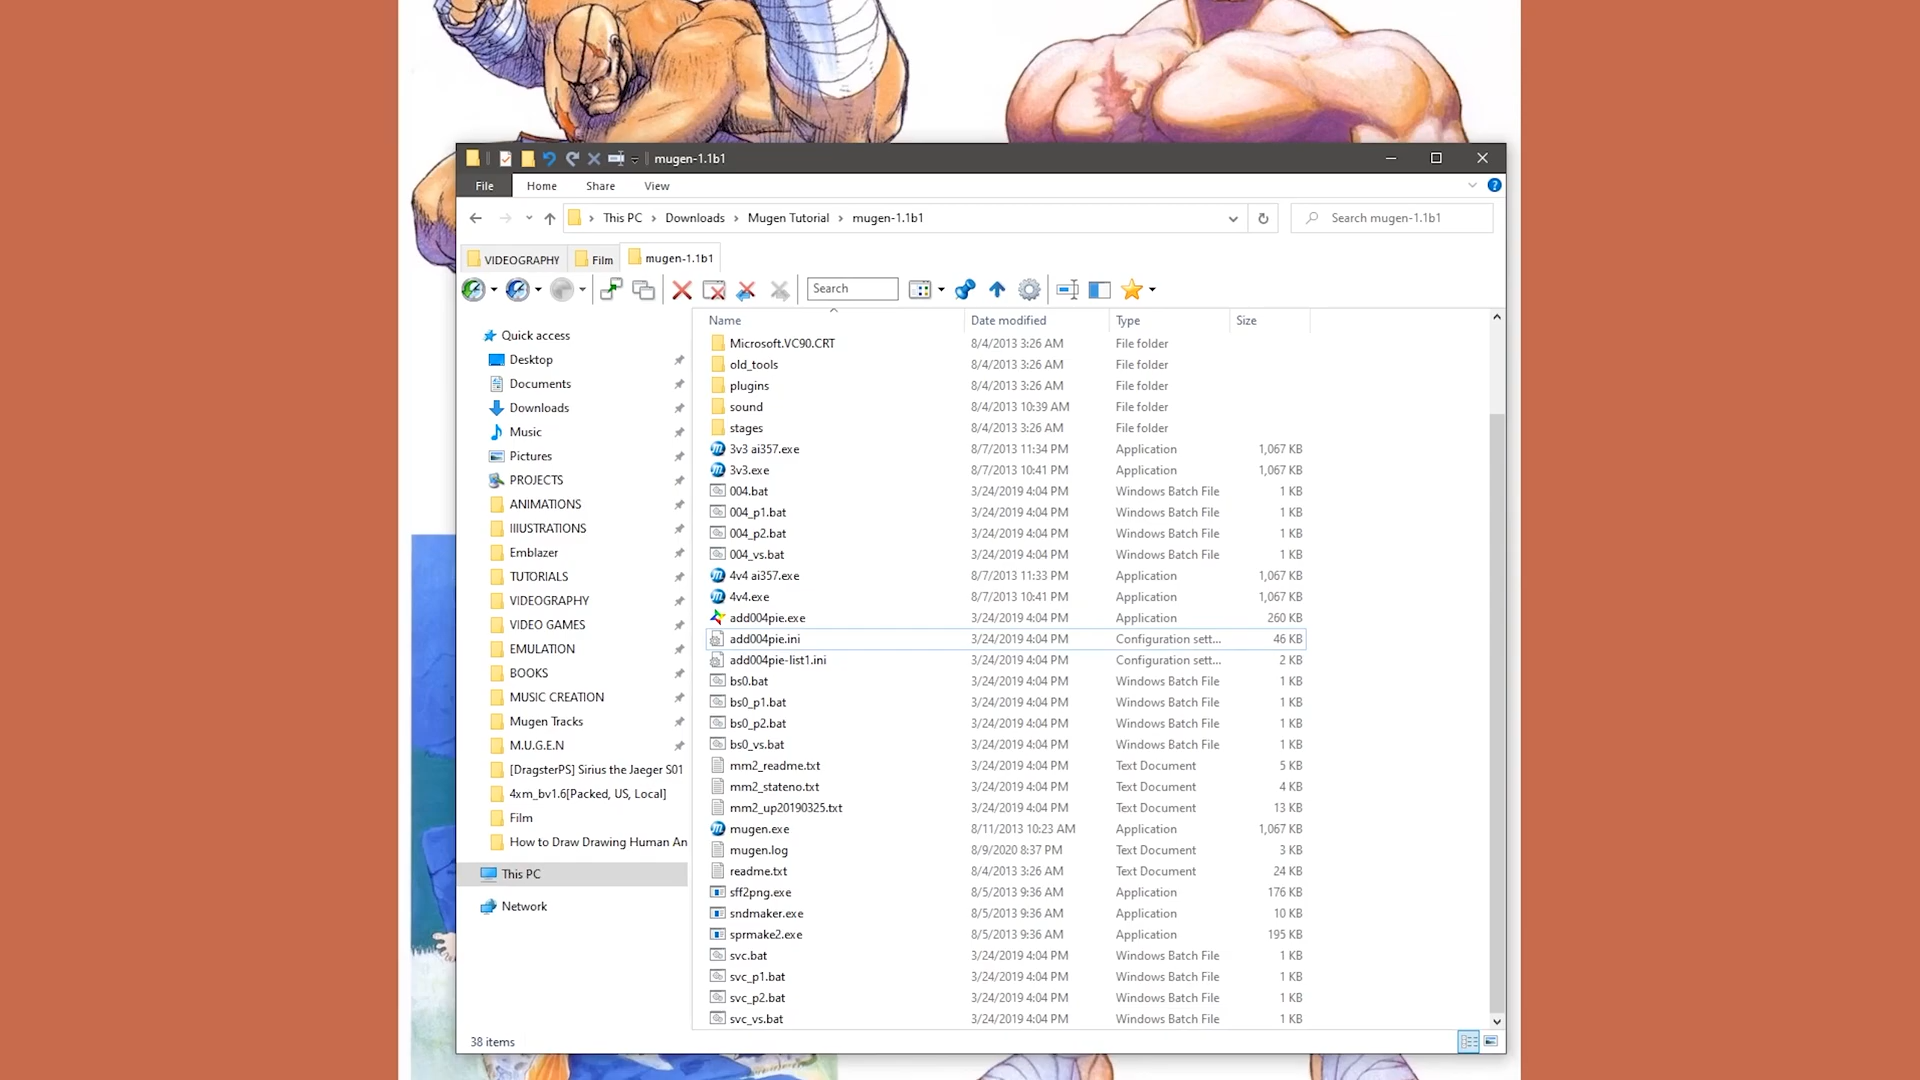 mugen-1.1b1
File Home Share View
This PC Downloads Mugen Tutorial mugen-1.1b1 Search mugen-1.1b1
VIDEOGRAPHY Film mugen-1.1b1
Search
Quick access
Desktop
Documents
Downloads
Music
Pictures
PROJECTS
ANIMATIONS
IllUSTRATIONS
Emblazer
TUTORIALS
VIDEOGRAPHY
VIDEO GAMES
EMULATION
BOOKS
MUSIC CREATION
Mugen Tracks
M.U.G.E.N
[DragsterPS] Sirius the Jaeger S01
4xm_bv1.6[Packed, US, Local]
Film
How to Draw Drawing Human An
This PC
Network
Name Date modified Type Size
Microsoft.VC90.CRT 8/4/2013 3:26 AM File folder
old_tools 8/4/2013 3:26 AM File folder
plugins 8/4/2013 3:26 AM File folder
sound 8/4/2013 10:39 AM File folder
stages 8/4/2013 3:26 AM File folder
3v3 ai357.exe 8/7/2013 11:34 PM Application 1,067 KB
3v3.exe 8/7/2013 10:41 PM Application 1,067 KB
004.bat 3/24/2019 4:04 PM Windows Batch File 1 KB
004_p1.bat 3/24/2019 4:04 PM Windows Batch File 1 KB
004_p2.bat 3/24/2019 4:04 PM Windows Batch File 1 KB
004_vs.bat 3/24/2019 4:04 PM Windows Batch File 1 KB
4v4 ai357.exe 8/7/2013 11:33 PM Application 1,067 KB
4v4.exe 8/7/2013 10:41 PM Application 1,067 KB
add004pie.exe 3/24/2019 4:04 PM Application 260 KB
add004pie.ini 3/24/2019 4:04 PM Configuration sett... 46 KB
add004pie-list1.ini 3/24/2019 4:04 PM Configuration sett... 2 KB
bs0.bat 3/24/2019 4:04 PM Windows Batch File 1 KB
bs0_p1.bat 3/24/2019 4:04 PM Windows Batch File 1 KB
bs0_p2.bat 3/24/2019 4:04 PM Windows Batch File 1 KB
bs0_vs.bat 3/24/2019 4:04 PM Windows Batch File 1 KB
mm2_readme.txt 3/24/2019 4:04 PM Text Document 5 KB
mm2_stateno.txt 3/24/2019 4:04 PM Text Document 4 KB
mm2_up20190325.txt 3/24/2019 4:04 PM Text Document 13 KB
mugen.exe 8/11/2013 10:23 AM Application 1,067 KB
mugen.log 8/9/2020 8:37 PM Text Document 3 KB
readme.txt 8/4/2013 3:26 AM Text Document 24 KB
sff2png.exe 8/5/2013 9:36 AM Application 176 KB
sndmaker.exe 8/5/2013 9:36 AM Application 10 KB
sprmake2.exe 8/5/2013 9:36 AM Application 195 KB
svc.bat 3/24/2019 4:04 PM Windows Batch File 1 KB
svc_p1.bat 3/24/2019 4:04 PM Windows Batch File 1 KB
svc_p2.bat 3/24/2019 4:04 PM Windows Batch File 1 KB
svc_vs.bat 3/24/2019 4:04 PM Windows Batch File 1 KB
38 items